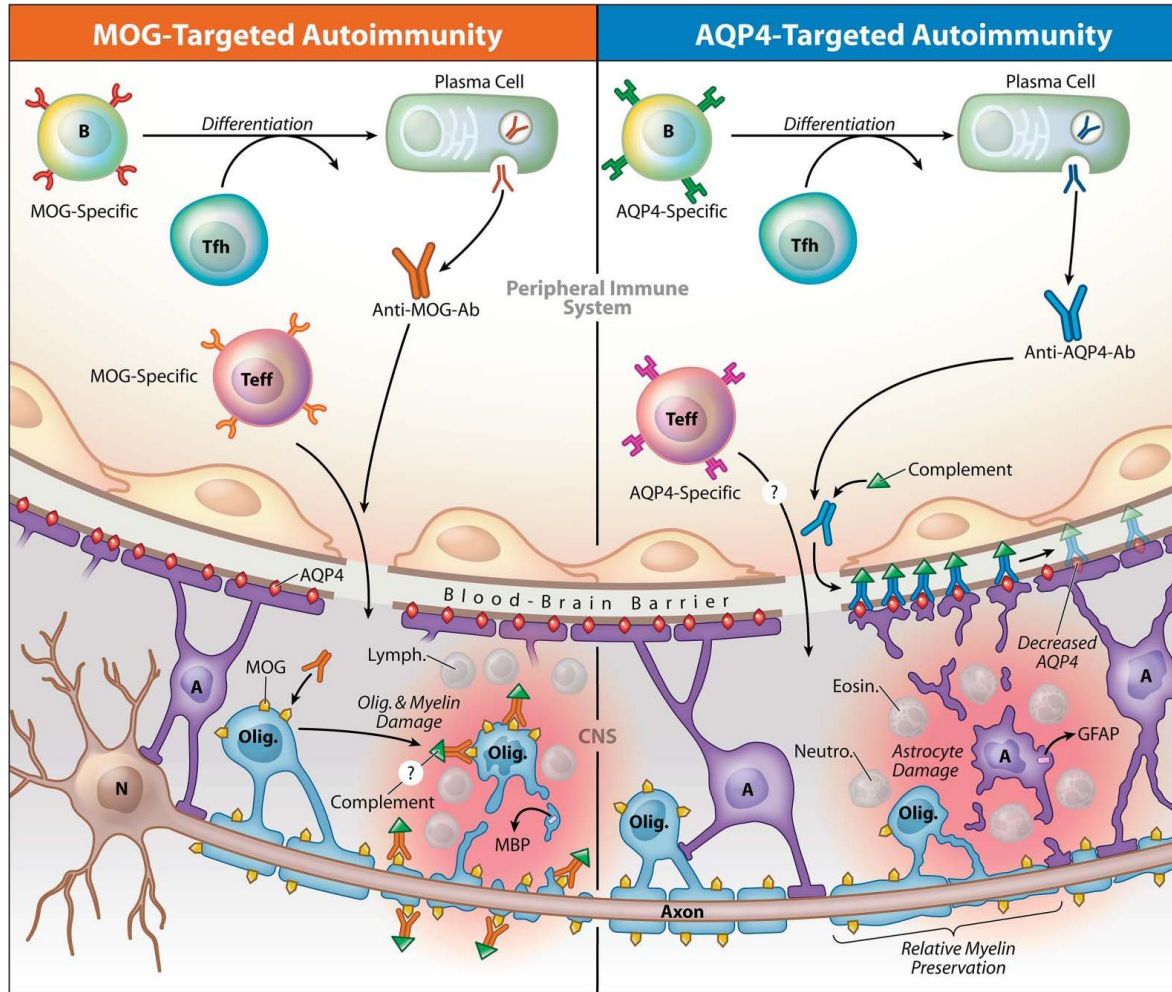 MOG-Targeted Autoimmunity
B
MOG-Specific
Differentiation
Tfh
Plasma Cell
Anti-MOG-Ab
MOG-Specific
Teff
AQP4-Targeted Autoimmunity
B
AQP4-Specific
Differentiation
Tfh
Plasma Cell
Anti-AQP4-Ab
Peripheral Immune
System
Teff
AQP4-Specific
?
Complement
AQP4
Blood-Brain Barrier
Decreased
AQP4
A
MOG
Olig.
N
Lymph.
Olig. & Myelin
Damage
Olig.
?
Complement
MBP
CNS
A
Olig.
Eosin.
Neutro.
Astrocyte
Damage
A
GFAP
Olig.
A
Axon
Relative Myelin
Preservation